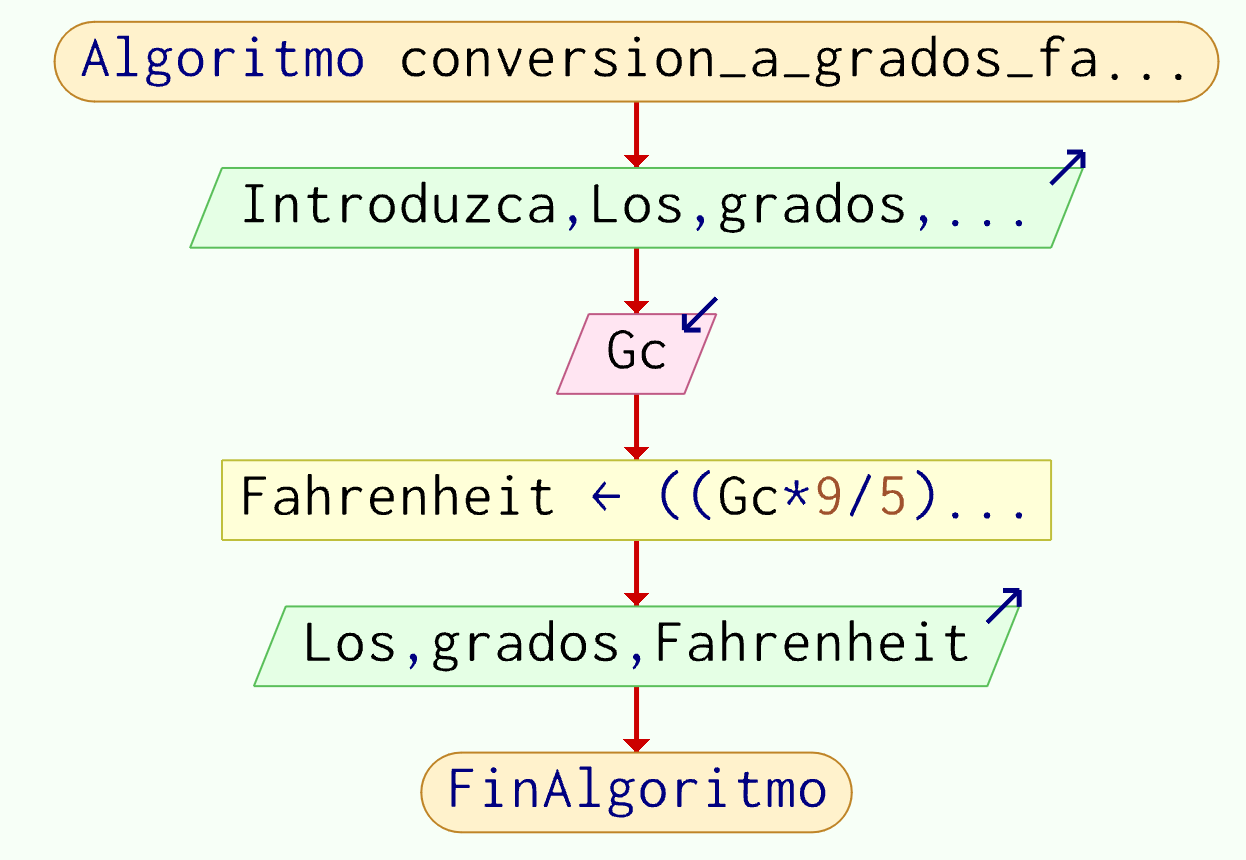 Algoritmo conversion_a_grados_fa...
Introduzca,Los,grados,...
Gc
Fahrenheit ← ((Gc*9/5)...
Los,grados,Fahrenheit
FinAlgoritmo